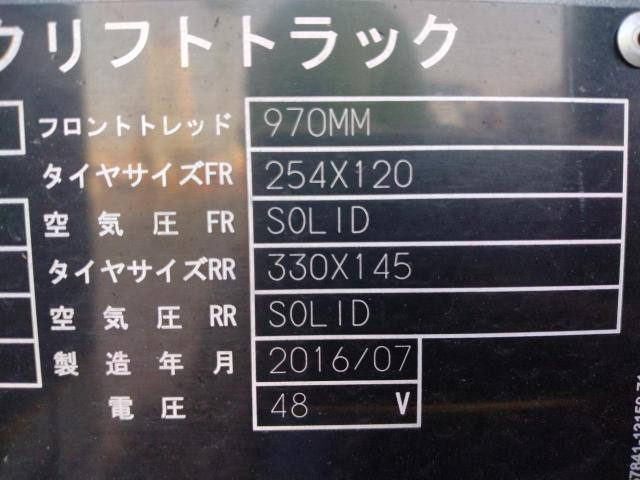 クリフトトラック
フロントトレッド 970MM
タイヤサイズFR 254X120
空気圧 FR SOLID
タイヤサイズRR 330X145
空気圧 RR SOLID
製造年月 2016/07
電圧 48 V